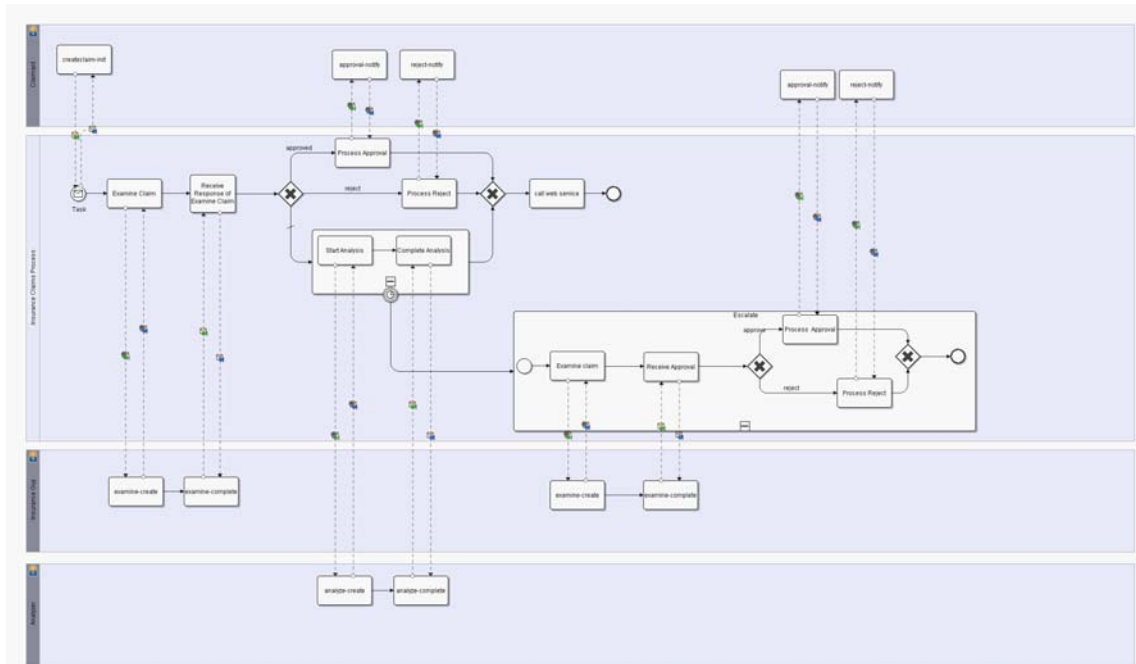 Claimant
createclaim-init
approval-notify
reject-notify
approval-notify
reject-notify
Insurance Claims Process
Task
Examine Claim
Receive
Response of
Examine Claim
approved
Process Approval
reject
Process Reject
call web service
Start Analysis
Complete Analysis
Escalate
approve
Process Approval
Examine claim
Receive Approval
reject
Process Reject
Insurance Guy
examine-create
examine-complete
examine-create
examine-complete
Analyzer
analyze-create
analyze-complete